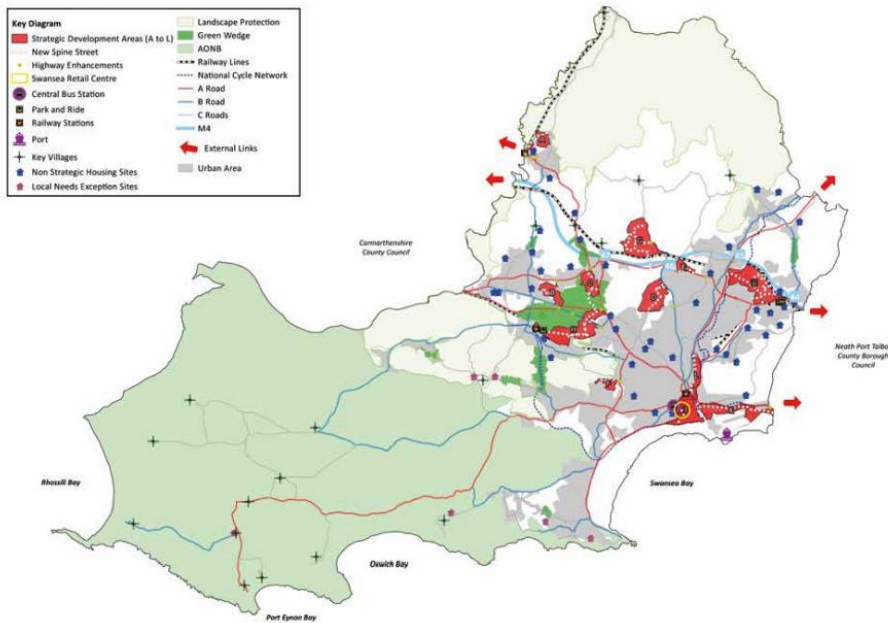 Key Diagram
Strategic Development Areas (A to L)
New Spine Street
Highway Enhancements
Swansea Retail Centre
Central Bus Station
Park and Ride
Railway Stations
Port
Key Villages
Non Strategic Housing Sites
Local Needs Exception Sites
Landscape Protection
Green Wedge
AONB
Railway Lines
National Cycle Network
A Road
B Road
C Roads
M4
External Links
Urban Area
Carmarthenshire
County Council
Neath Port Talbo
County Borough
Council
Rhossili Bay
Swansea Bay
Oxwich Bay
Port Eynon Bay